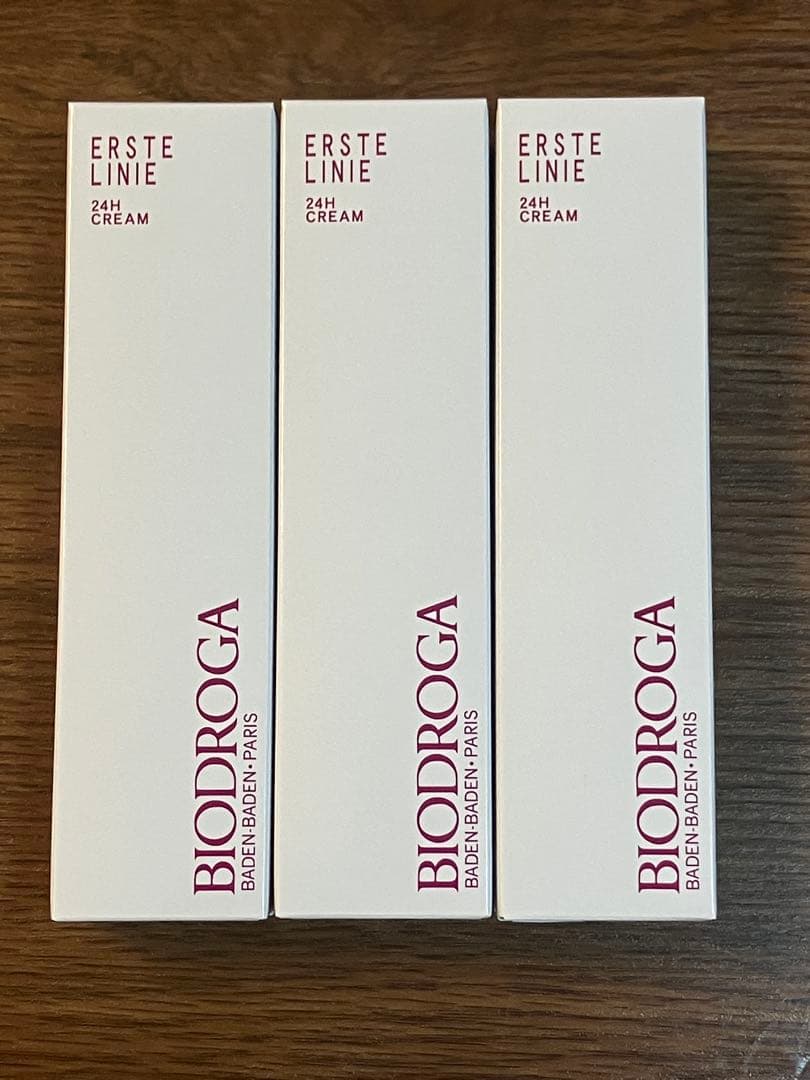 ERSTE
LINIE
24H
CREAM
BIODROGA
BADEN-BADEN • PARIS
ERSTE
LINIE
24H
CREAM
BIODROGA
BADEN-BADEN • PARIS
ERSTE
LINIE
24H
CREAM
BIODROGA
BADEN-BADEN • PARIS